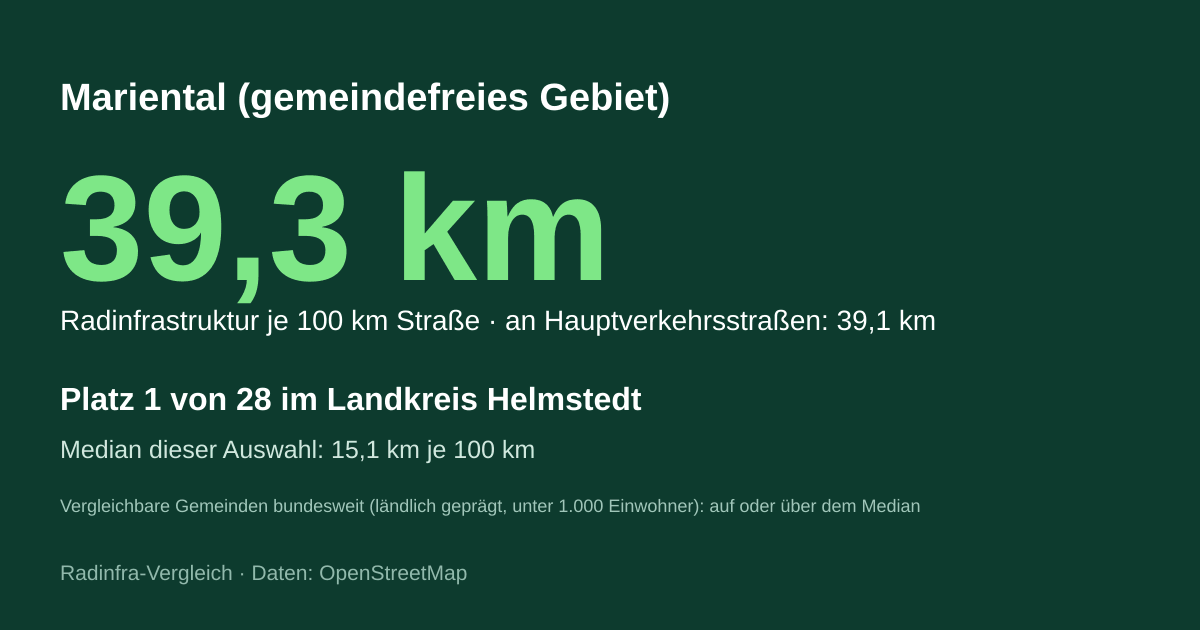 Mariental (gemeindefreies Gebiet)
39,3 km
Radinfrastruktur je 100 km Straße · an Hauptverkehrsstraßen: 39,1 km
Platz 1 von 28 im Landkreis Helmstedt
Median dieser Auswahl: 15,1 km je 100 km
Vergleichbare Gemeinden bundesweit (ländlich geprägt, unter 1.000 Einwohner): auf oder über dem Median
Radinfra-Vergleich · Daten: OpenStreetMap